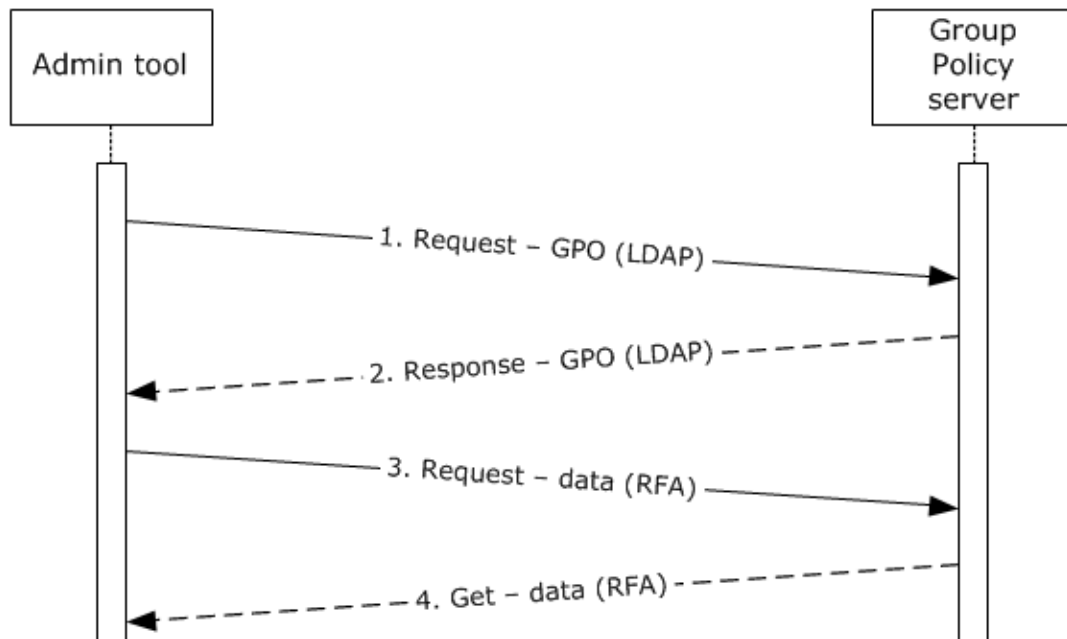 Admin tool
Group
Policy
server
1. Request – GPO (LDAP)
2. Response – GPO (LDAP)
3. Request – data (RFA)
4. Get – data (RFA)